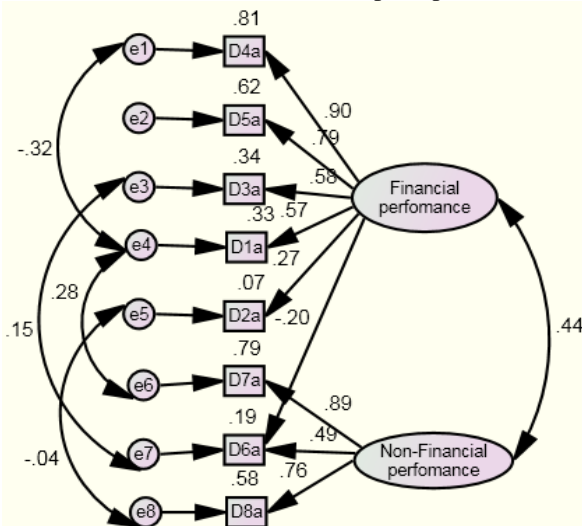 .81
e1
D4a
.62
.90
e2
D5a
.79
-.32
.34
.58
e3
D3a
Financial
perfomance
.33
.57
e4
D1a
.27
.07
.28
e5
D2a
-.20
.15
.79
.44
e6
D7a
.19
.89
e7
D6a
.49
Non-Financial
perfomance
-.04
.58
.76
e8
D8a